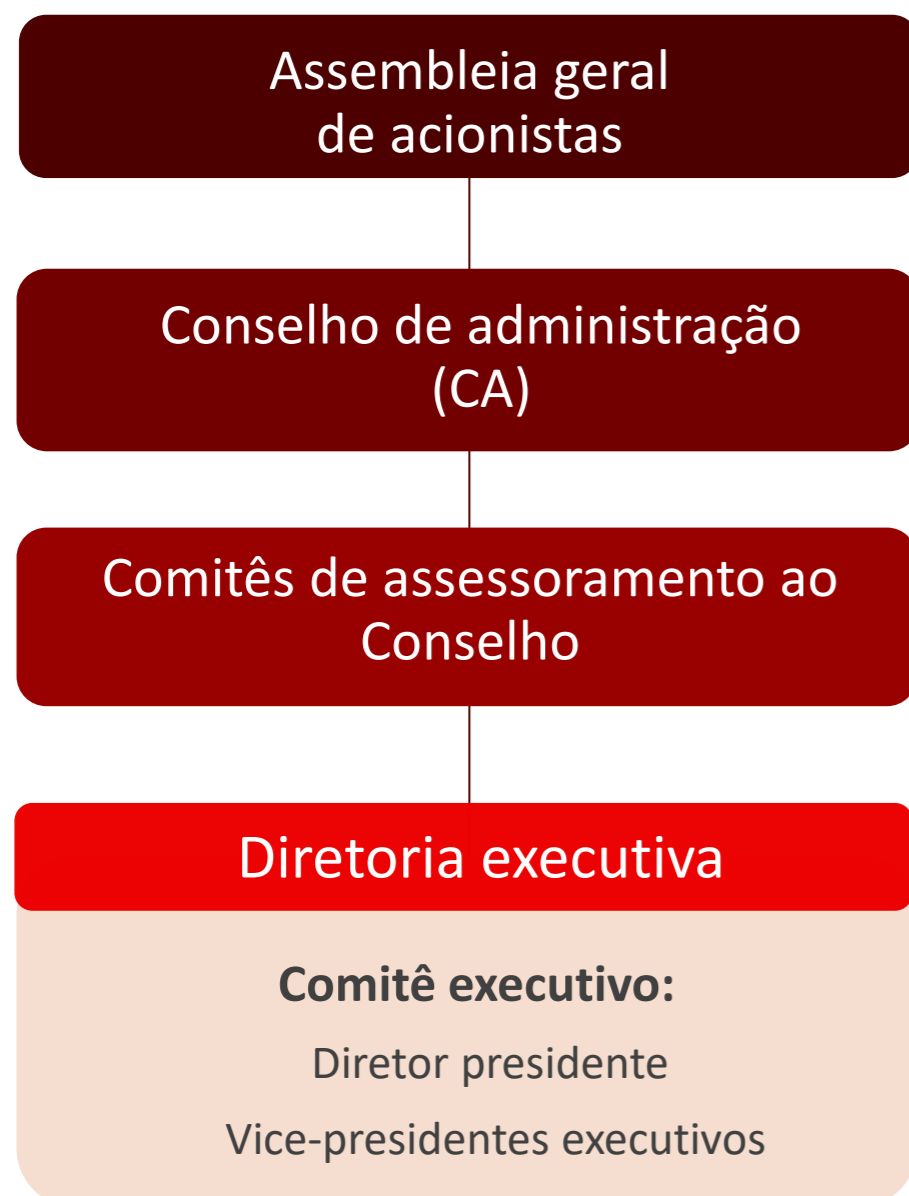 Assembleia geral
de acionistas
Conselho de administração
(CA)
Comitês de assessoramento ao
Conselho
Diretoria executiva
Comitê executivo:
Diretor presidente
Vice-presidentes executivos